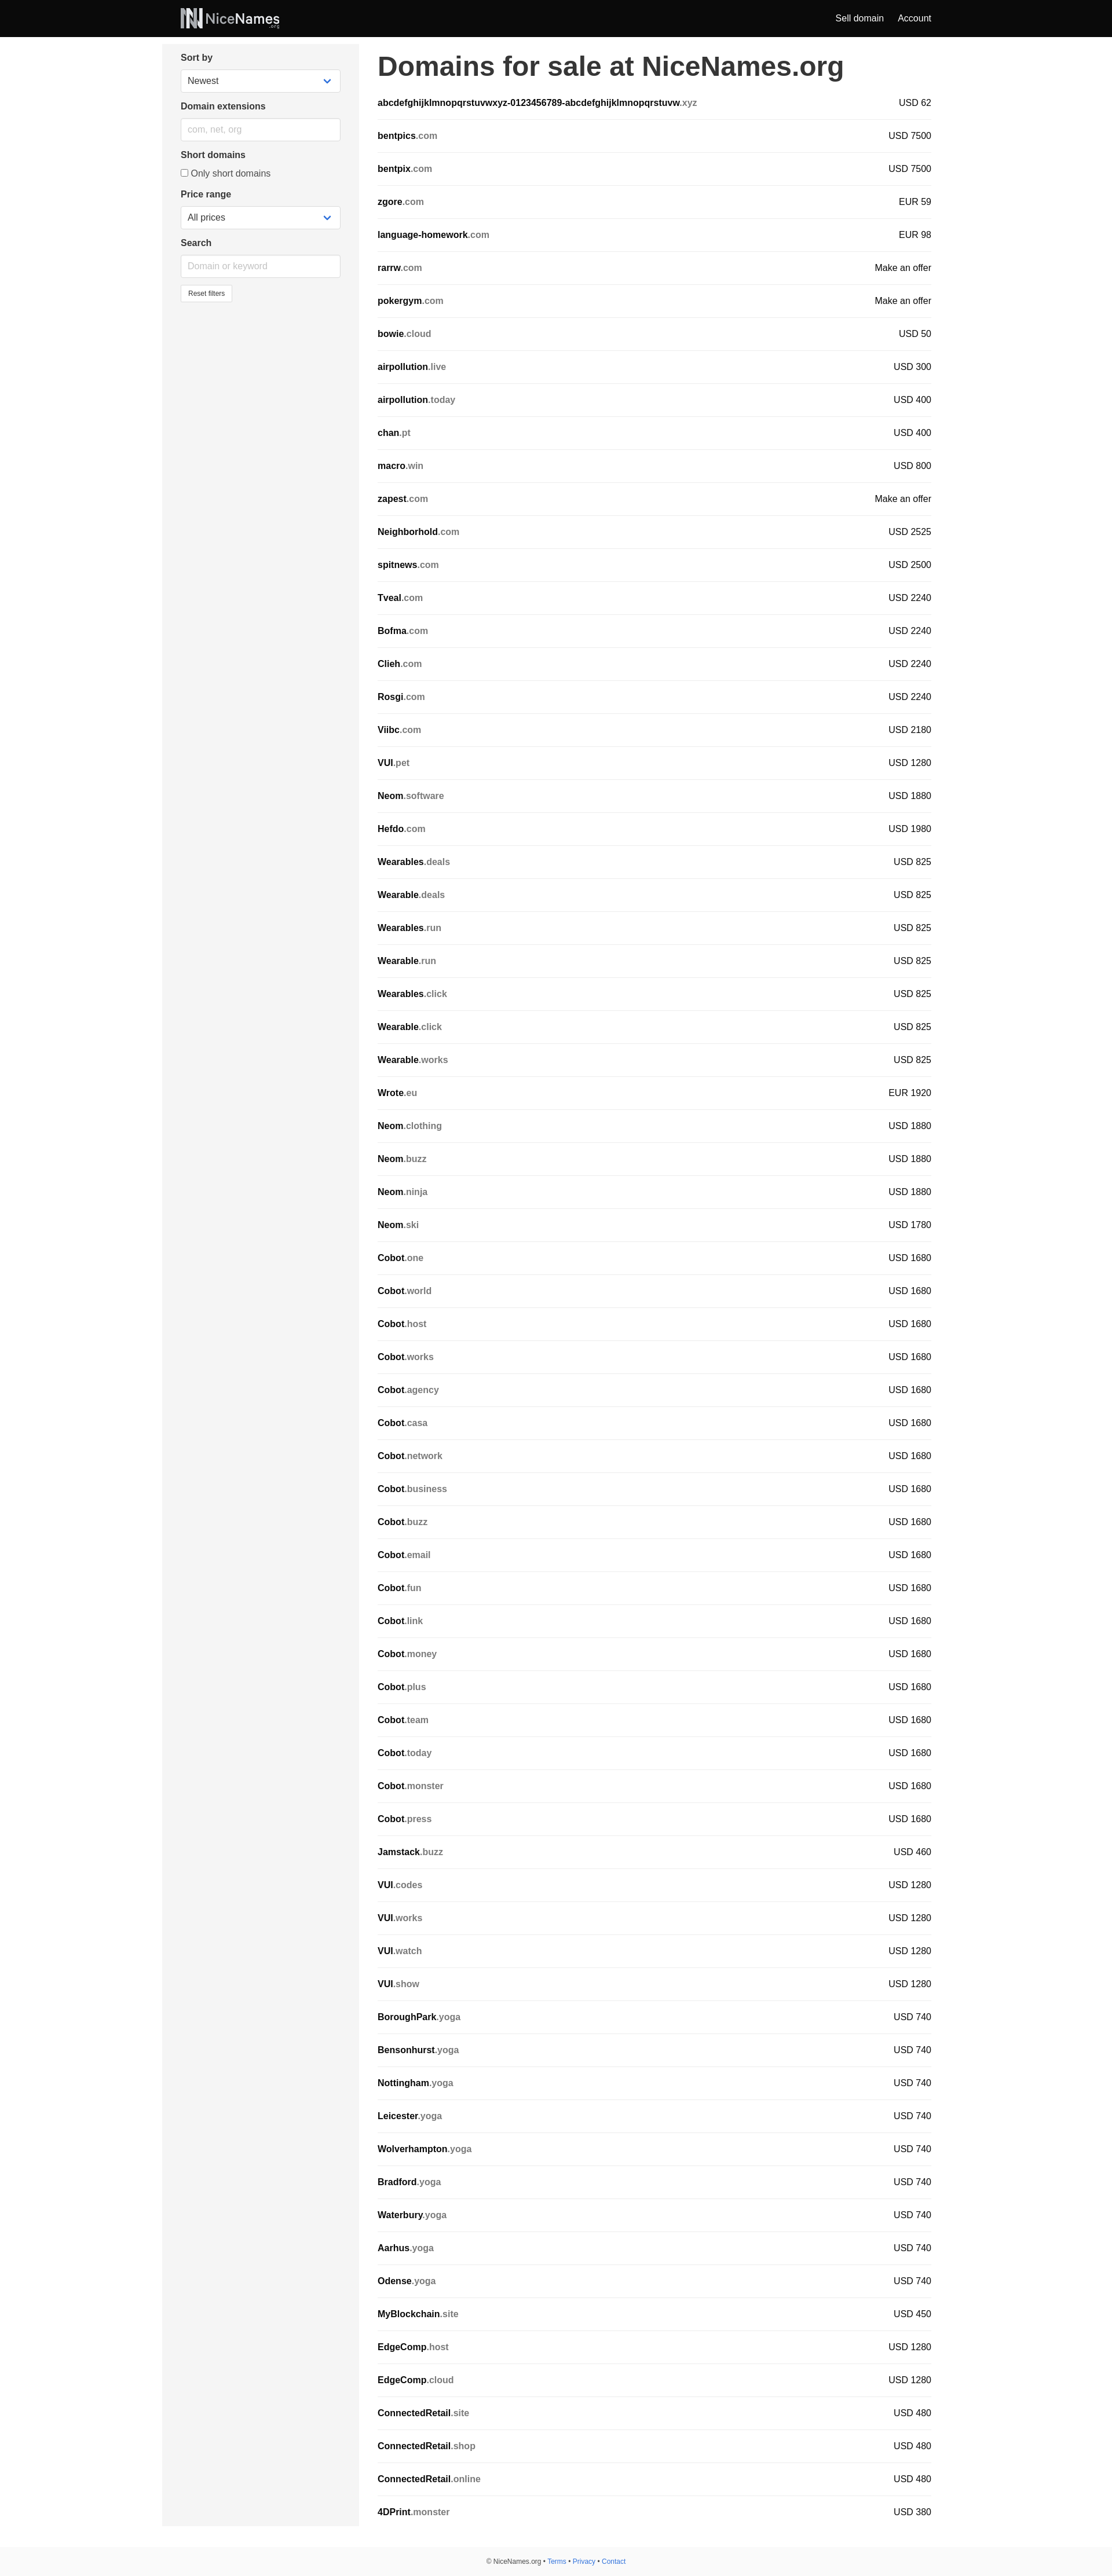 NiceNames
.org
Sell domain
Account
Sort by
Newest
Domain extensions
com, net, org
Short domains
Only short domains
Price range
All prices
Search
Domain or keyword
Reset filters
Domains for sale at NiceNames.org
abcdefghijklmnopqrstuvwxyz-0123456789-abcdefghijklmnopqrstuvw.xyz USD 62
bentpics.com USD 7500
bentpix.com USD 7500
zgore.com EUR 59
language-homework.com EUR 98
rarrw.com Make an offer
pokergym.com Make an offer
bowie.cloud USD 50
airpollution.live USD 300
airpollution.today USD 400
chan.pt USD 400
macro.win USD 800
zapest.com Make an offer
Neighborhold.com USD 2525
spitnews.com USD 2500
Tveal.com USD 2240
Bofma.com USD 2240
Clieh.com USD 2240
Rosgi.com USD 2240
Viibc.com USD 2180
VUI.pet USD 1280
Neom.software USD 1880
Hefdo.com USD 1980
Wearables.deals USD 825
Wearable.deals USD 825
Wearables.run USD 825
Wearable.run USD 825
Wearables.click USD 825
Wearable.click USD 825
Wearable.works USD 825
Wrote.eu EUR 1920
Neom.clothing USD 1880
Neom.buzz USD 1880
Neom.ninja USD 1880
Neom.ski USD 1780
Cobot.one USD 1680
Cobot.world USD 1680
Cobot.host USD 1680
Cobot.works USD 1680
Cobot.agency USD 1680
Cobot.casa USD 1680
Cobot.network USD 1680
Cobot.business USD 1680
Cobot.buzz USD 1680
Cobot.email USD 1680
Cobot.fun USD 1680
Cobot.link USD 1680
Cobot.money USD 1680
Cobot.plus USD 1680
Cobot.team USD 1680
Cobot.today USD 1680
Cobot.monster USD 1680
Cobot.press USD 1680
Jamstack.buzz USD 460
VUI.codes USD 1280
VUI.works USD 1280
VUI.watch USD 1280
VUI.show USD 1280
BoroughPark.yoga USD 740
Bensonhurst.yoga USD 740
Nottingham.yoga USD 740
Leicester.yoga USD 740
Wolverhampton.yoga USD 740
Bradford.yoga USD 740
Waterbury.yoga USD 740
Aarhus.yoga USD 740
Odense.yoga USD 740
MyBlockchain.site USD 450
EdgeComp.host USD 1280
EdgeComp.cloud USD 1280
ConnectedRetail.site USD 480
ConnectedRetail.shop USD 480
ConnectedRetail.online USD 480
4DPrint.monster USD 380
© NiceNames.org • Terms • Privacy • Contact